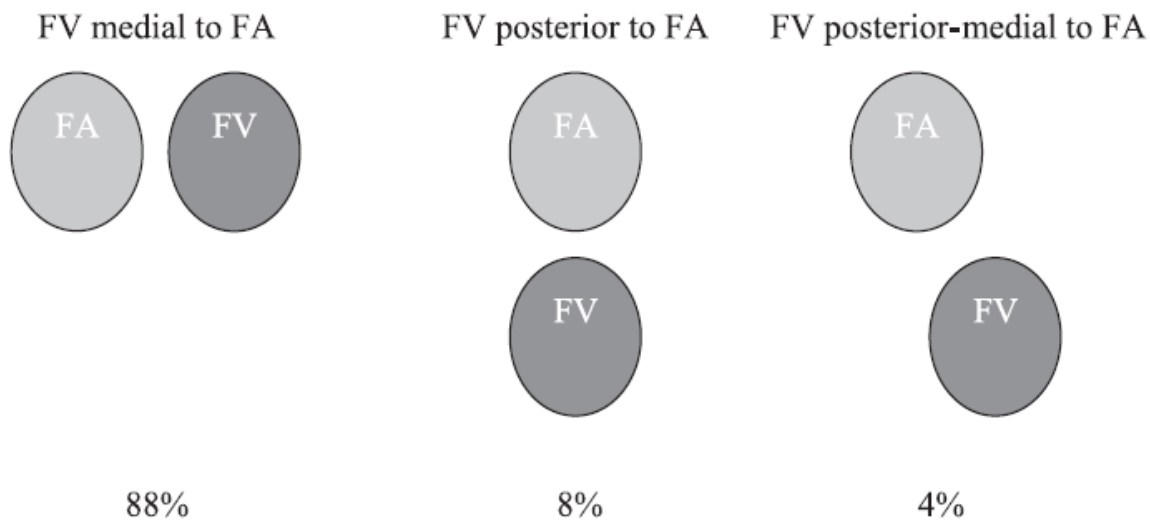 FV medial to FA
FV posterior to FA
FV posterior-medial to FA
FA
FV
FA
FA
FV
FV
88%
8%
4%